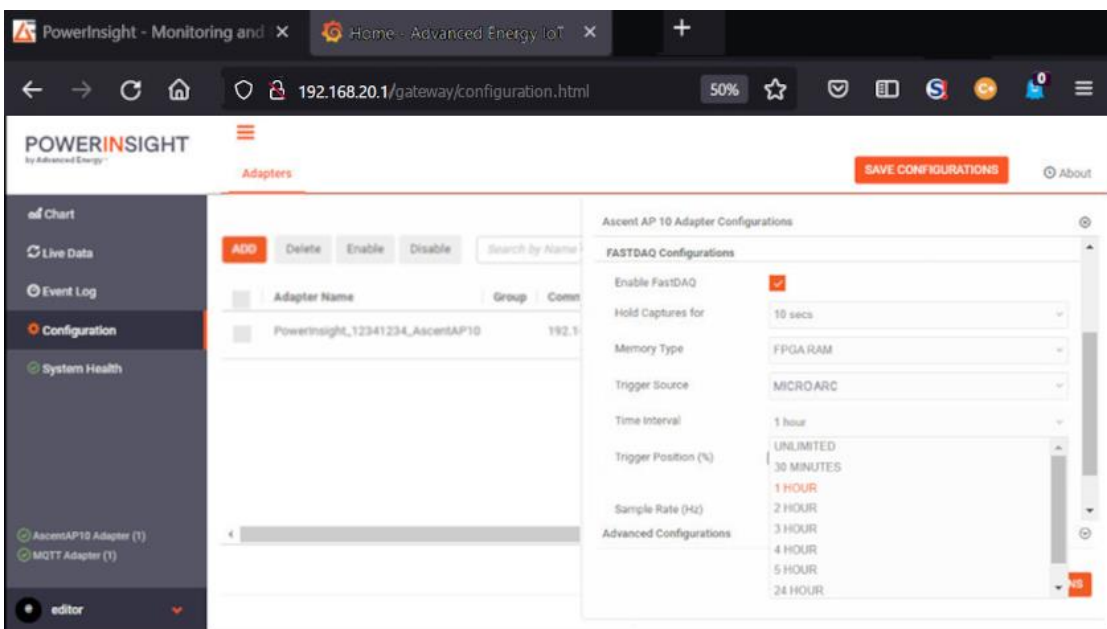 PowerInsight - Monitoring and
Home - Advanced Energy IoT
192.168.20.1/gateway/configuration.html
50%
0
POWERINSIGHT
by Advanced Energy
Adapters
SAVE CONFIGURATIONS
About
Chart
Live Data
Event Log
Configuration
System Health
AscentAP10 Adapter (1)
MQTT Adapter (1)
e editor
ADD
Delete
Enable
Disable
Search by Name
Adapter Name
Group
Comm
PowerInsight_12341234_AscentAP10
192.1
Ascent AP 10 Adapter Configurations
FASTDAQ Configurations
Enable FastDAQ
Hold Captures for
10 secs
Memory Type
FPGA RAM
Trigger Source
MICROARC
Time Interval
1 hour
Trigger Position (%)
UNLIMITED
30 MINUTES
1 HOUR
2 HOUR
3 HOUR
4 HOUR
5 HOUR
24 HOUR
Sample Rate (Hz)
Advanced Configurations
NS